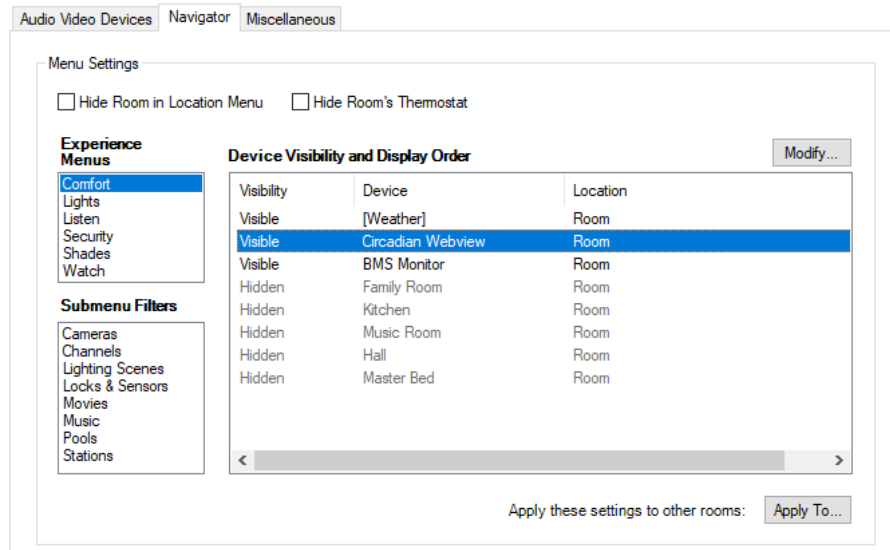 Audio Video Devices Navigator Miscellaneous
Menu Settings
Hide Room in Location Menu Hide Room's Thermostat
Experience
Menus
Comfort
Lights
Listen
Security
Shades
Watch
Submenu Filters
Cameras
Channels
Lighting Scenes
Locks & Sensors
Movies
Music
Pools
Stations
Device Visibility and Display Order
Modify...
Visibility Device Location
Visible [Weather] Room
Visible Circadian Webview Room
Visible BMS Monitor Room
Hidden Family Room Room
Hidden Kitchen Room
Hidden Music Room Room
Hidden Hall Room
Hidden Master Bed Room
Apply these settings to other rooms: Apply To...